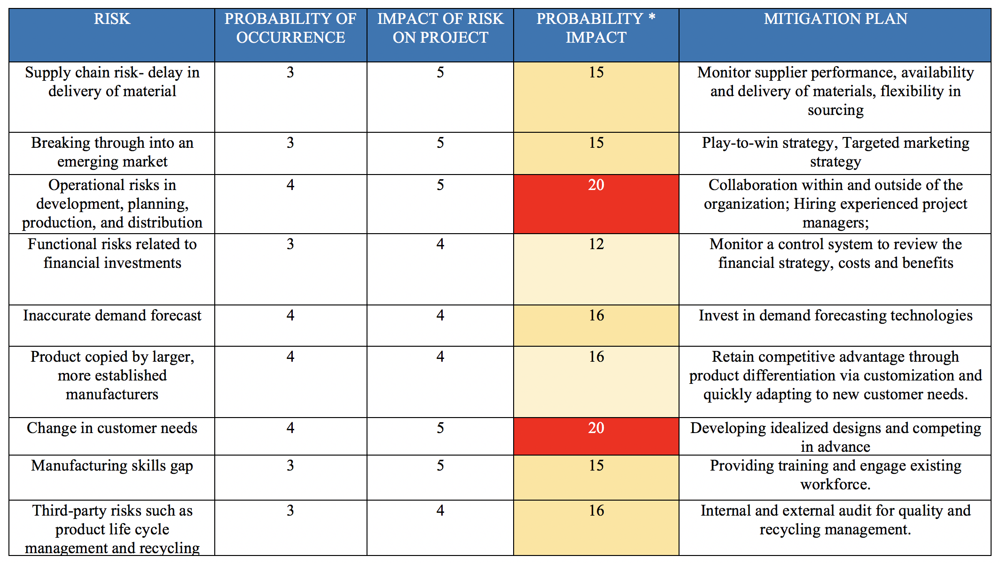 RISK
PROBABILITY OF
OCCURRENCE
IMPACT OF RISK
ON PROJECT
PROBABILITY *
IMPACT
MITIGATION PLAN
Supply chain risk- delay in
delivery of material
3
5
15
Monitor supplier performance, availability
and delivery of materials, flexibility in
sourcing
Breaking through into an
emerging market
3
5
15
Play-to-win strategy, Targeted marketing
strategy
Operational risks in
development, planning,
production, and distribution
4
5
20
Collaboration within and outside of the
organization; Hiring experienced project
managers;
Functional risks related to
financial investments
3
4
12
Monitor a control system to review the
financial strategy, costs and benefits
Inaccurate demand forecast
4
4
16
Invest in demand forecasting technologies
Product copied by larger,
more established
manufacturers
4
4
16
Retain competitive advantage through
product differentiation via customization and
quickly adapting to new customer needs.
Change in customer needs
4
5
20
Developing idealized designs and competing
in advance
Manufacturing skills gap
3
5
15
Providing training and engage existing
workforce.
Third-party risks such as
product life cycle
management and recycling
3
4
16
Internal and external audit for quality and
recycling management.